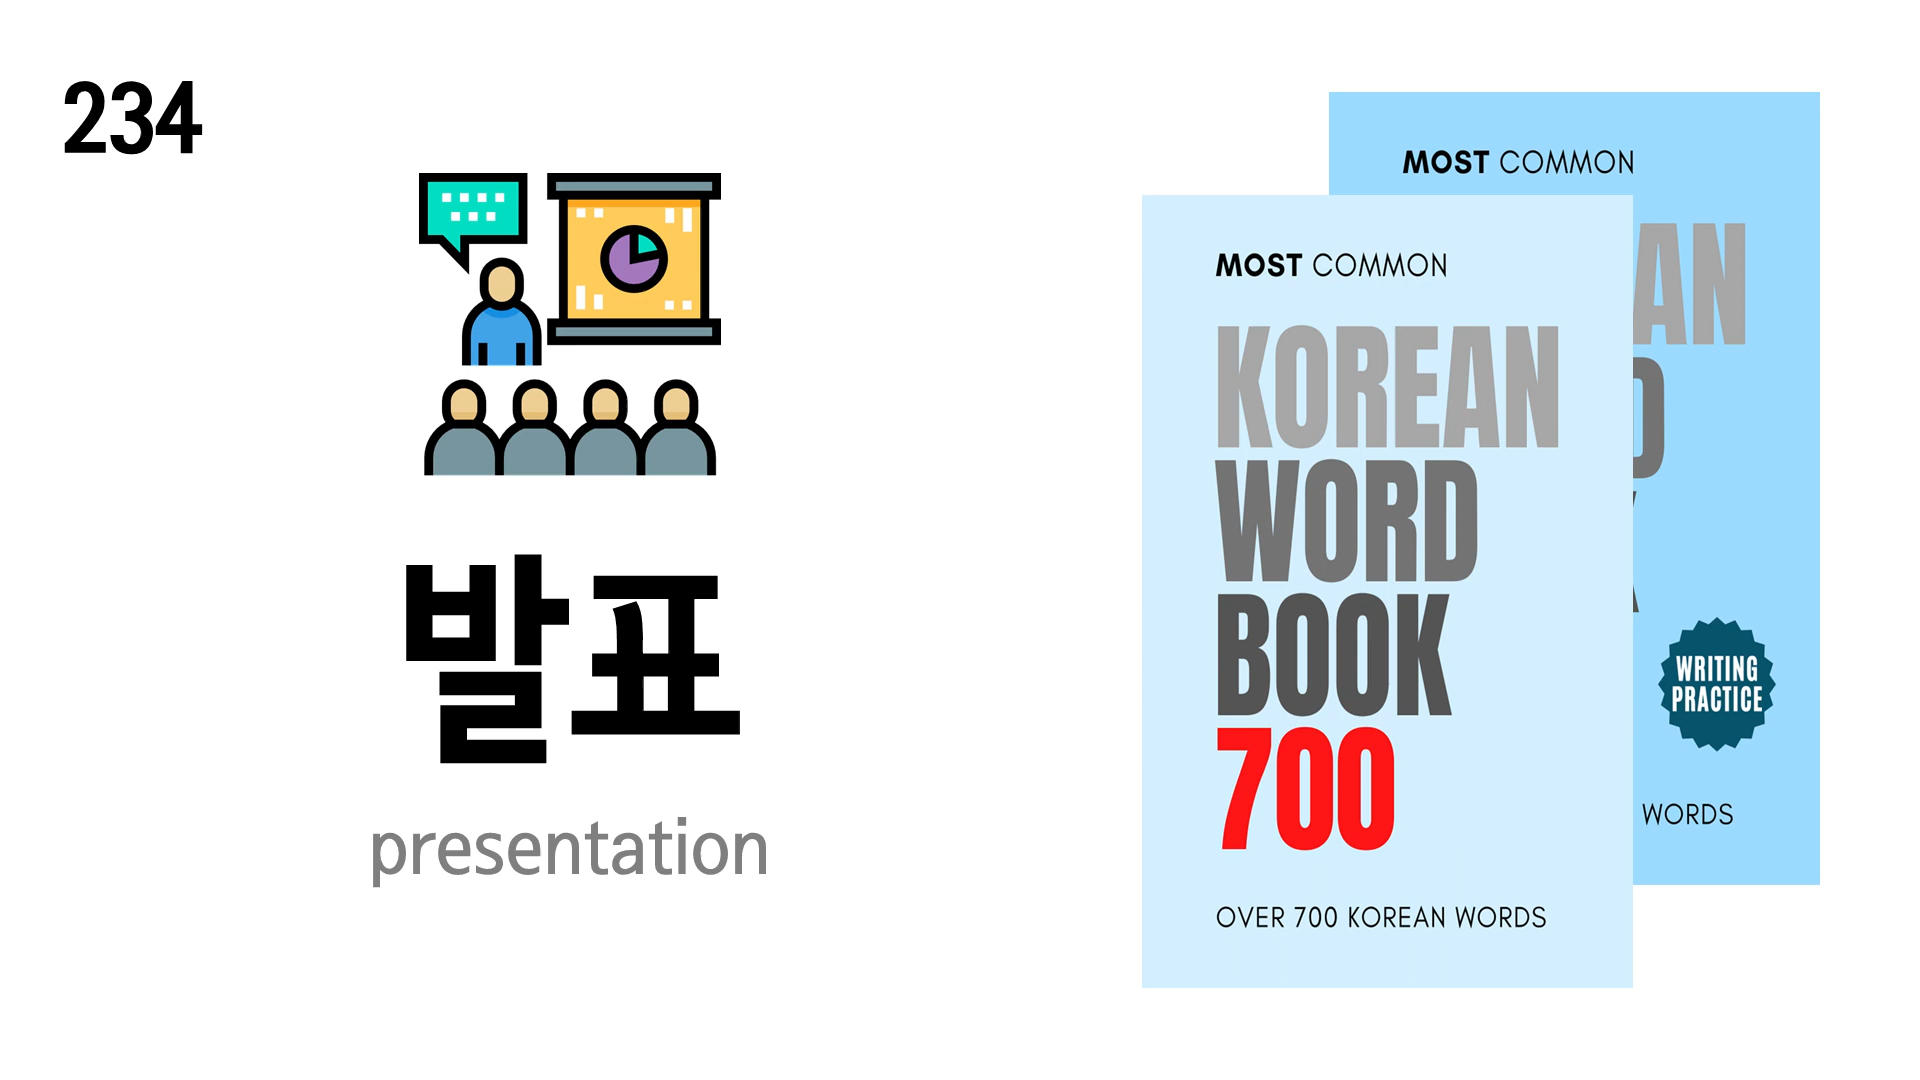 234
발표
presentation
MOST COMMON
KOREAN
WORD
BOOK
700
OVER 700 KOREAN WORDS
MOST COMMON
AN
WRITING
PRACTICE
WORDS